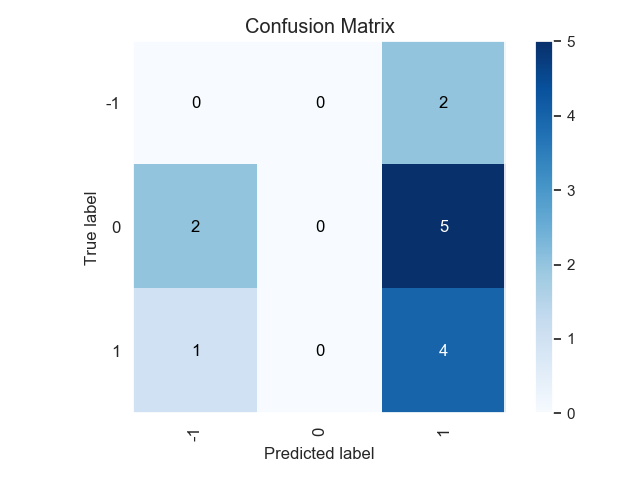 Confusion Matrix
-1 0 0 2
0 2 0 5
1 1 0 4
-1 0 1
Predicted label
True label
5
4
3
2
1
0